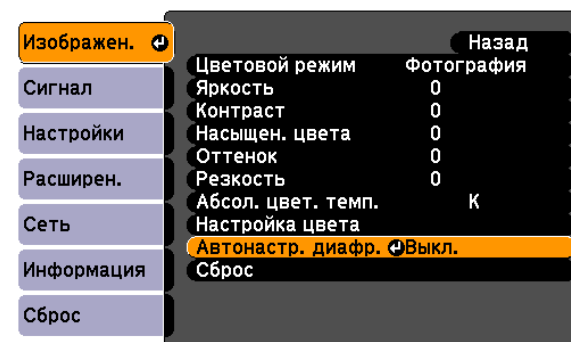 Изображен.
Сигнал
Настройки
Расширен.
Сеть
Информация
Сброс
Назад
Цветовой режим Фотография
Яркость 0
Контраст 0
Насыщен. цвета 0
Оттенок 0
Резкость 0
Абсол. цвет. темп. K
Настройка цвета
Автонастр. диафр. Выкл.
Сброс